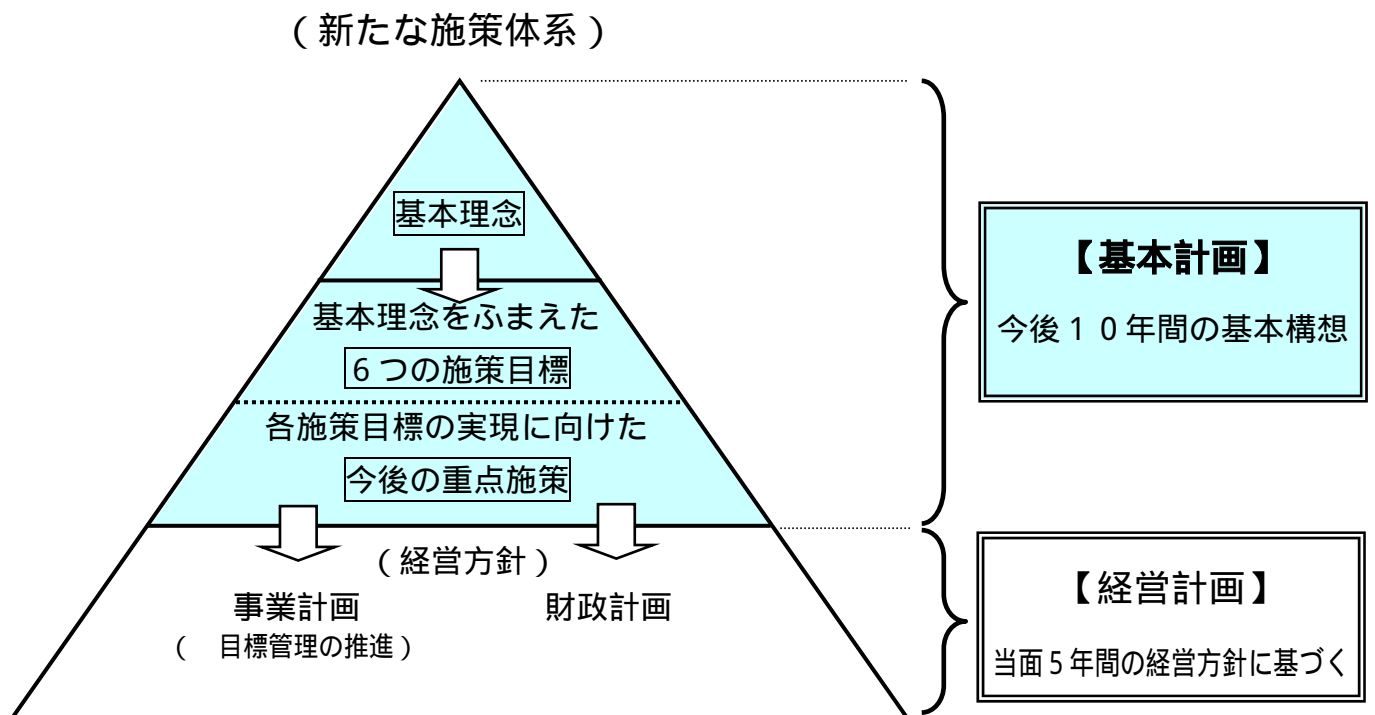 （新たな施策体系）
基本理念
基本理念をふまえた
６つの施策目標
各施策目標の実現に向けた
今後の重点施策
（経営方針）
事業計画
（　目標管理の推進）
財政計画
【基本計画】
今後１０年間の基本構想
【経営計画】
当面５年間の経営方針に基づく